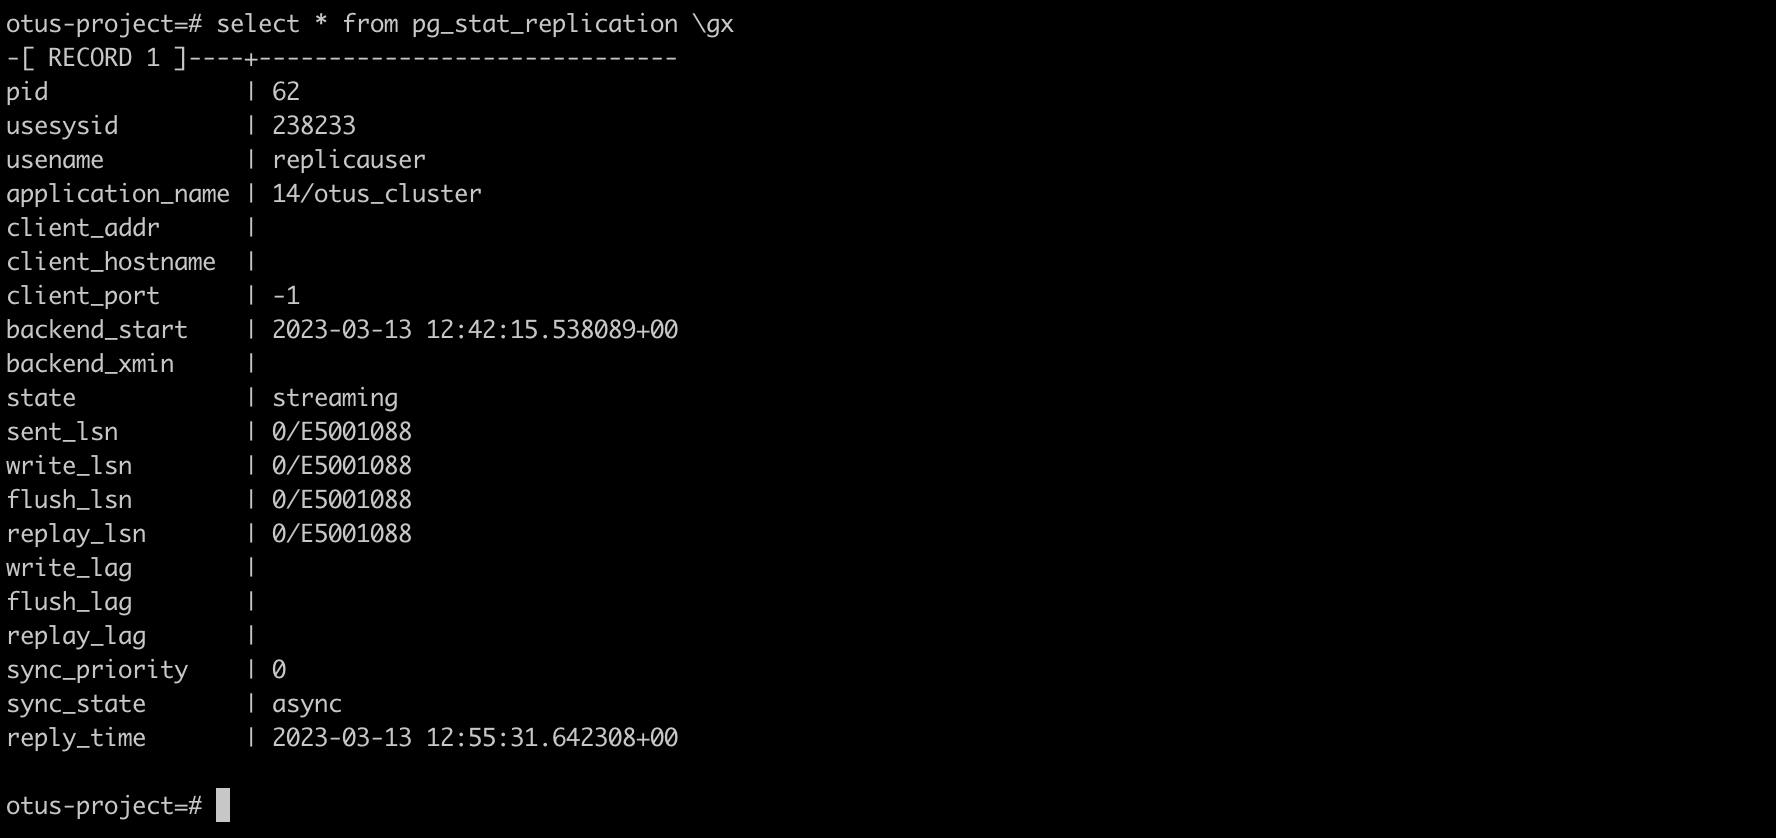 otus-project=# select * from pg_stat_replication \gx
-[ RECORD 1 ]----+------------------------------
pid              | 62
usesysid         | 238233
usename          | replicauser
application_name | 14/otus_cluster
client_addr      |
client_hostname  |
client_port      | -1
backend_start    | 2023-03-13 12:42:15.538089+00
backend_xmin     |
state            | streaming
sent_lsn         | 0/E5001088
write_lsn        | 0/E5001088
flush_lsn        | 0/E5001088
replay_lsn       | 0/E5001088
write_lag        |
flush_lag        |
replay_lag       |
sync_priority    | 0
sync_state       | async
reply_time       | 2023-03-13 12:55:31.642308+00
otus-project=#